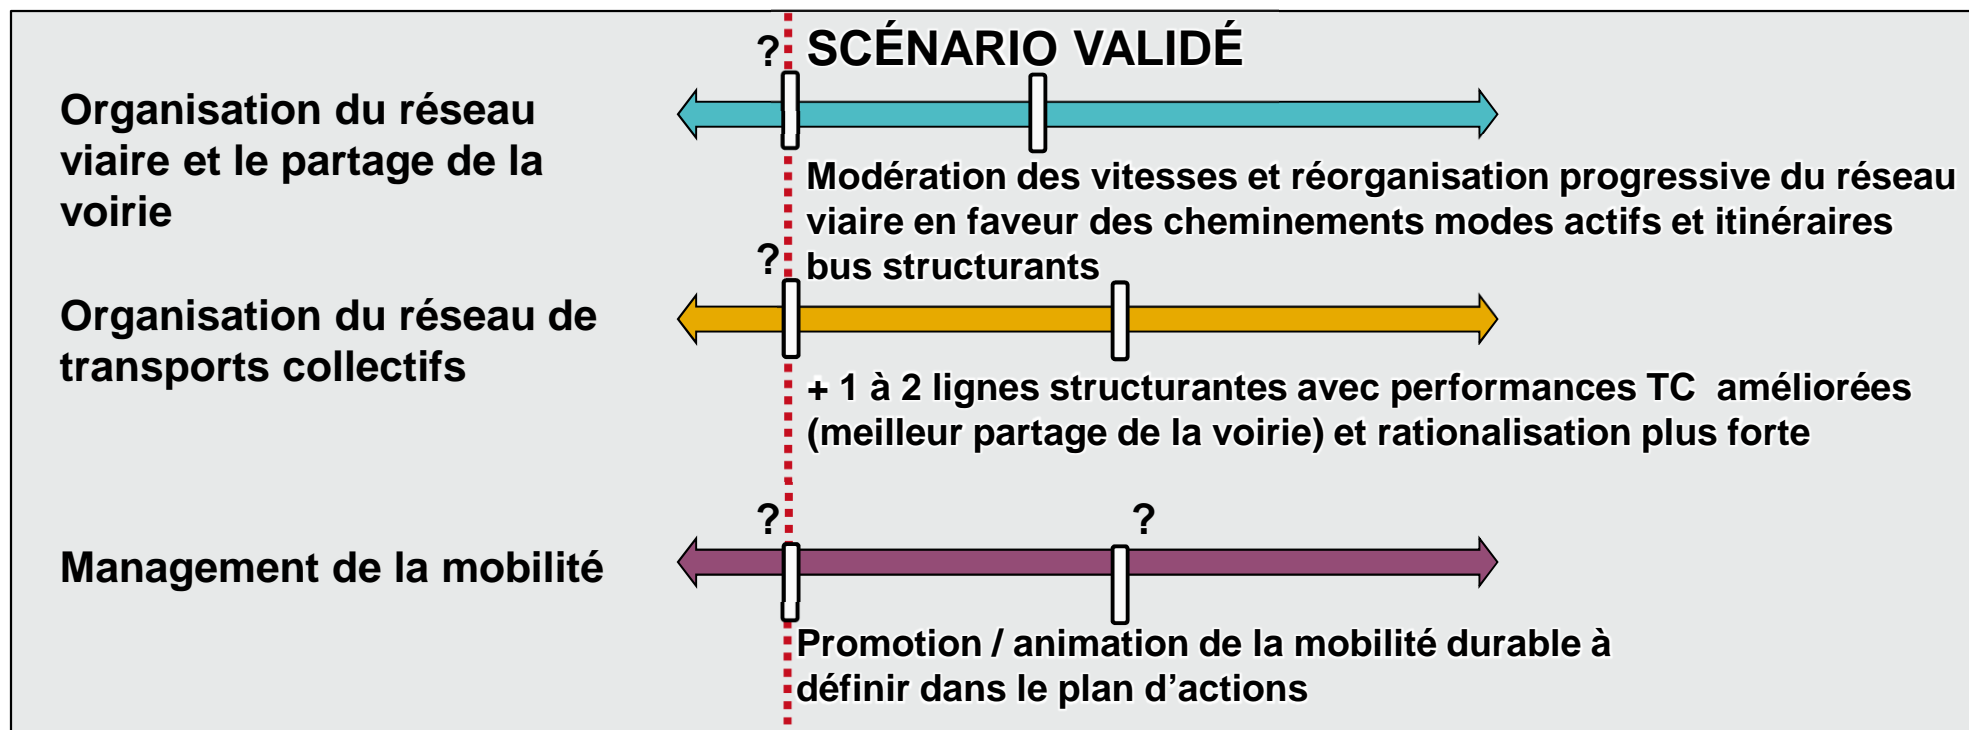 ? SCÉNARIO VALIDÉ
Organisation du réseau
viaire et le partage de la
voirie
Modération des vitesses et réorganisation progressive du réseau
viaire en faveur des cheminements modes actifs et itinéraires
bus structurants
?
Organisation du réseau de
transports collectifs
+ 1 à 2 lignes structurantes avec performances TC améliorées
(meilleur partage de la voirie) et rationalisation plus forte
? ?
Management de la mobilité
Promotion / animation de la mobilité durable à
définir dans le plan d’actions